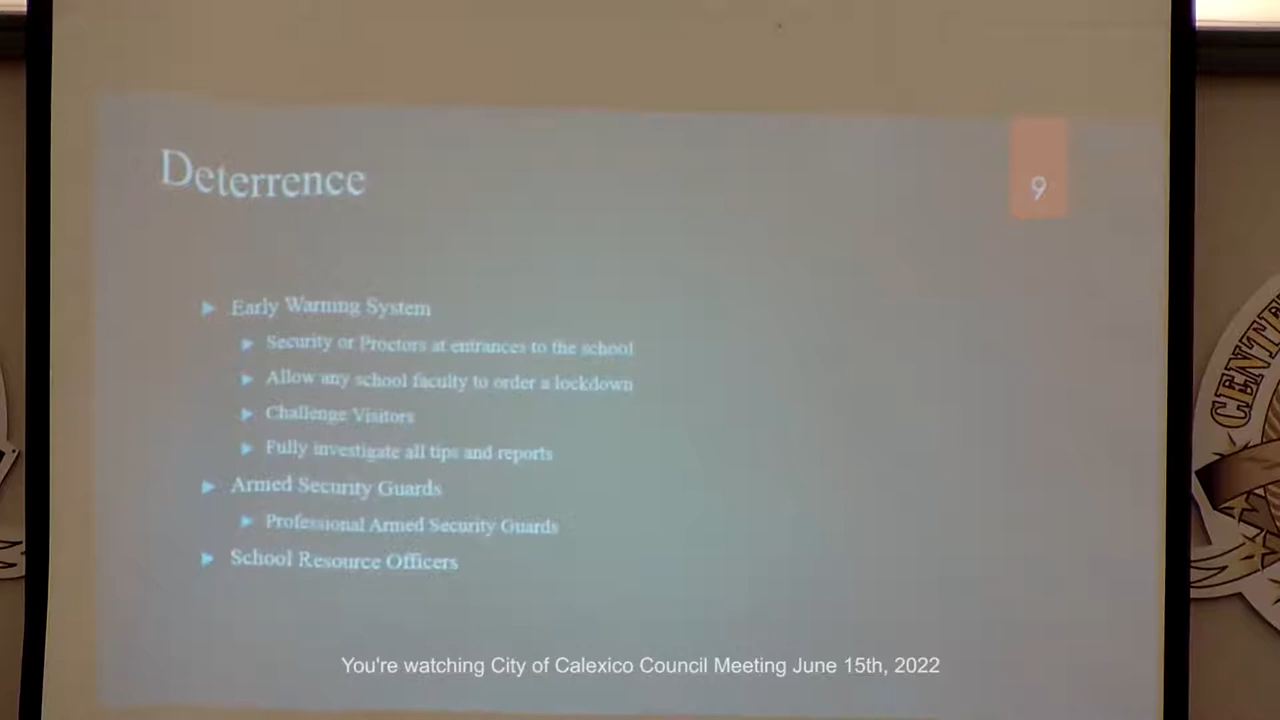 Deterrence
9
Early Warning System
Security or Proctors at entrances to the school
Allow any school faculty to order a lockdown
Challenge Visitors
Fully investigate all tips and reports
Armed Security Guards
Professional Armed Security Guards
School Resource Officers
You're watching City of Calexico Council Meeting June 15th, 2022